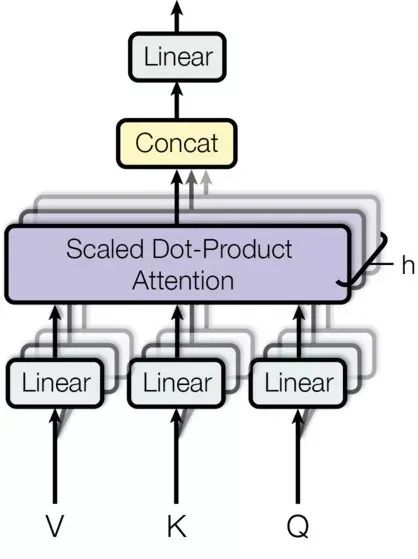 Linear
Concat
Scaled Dot-Product
Attention
h
Linear Linear Linear
V K Q